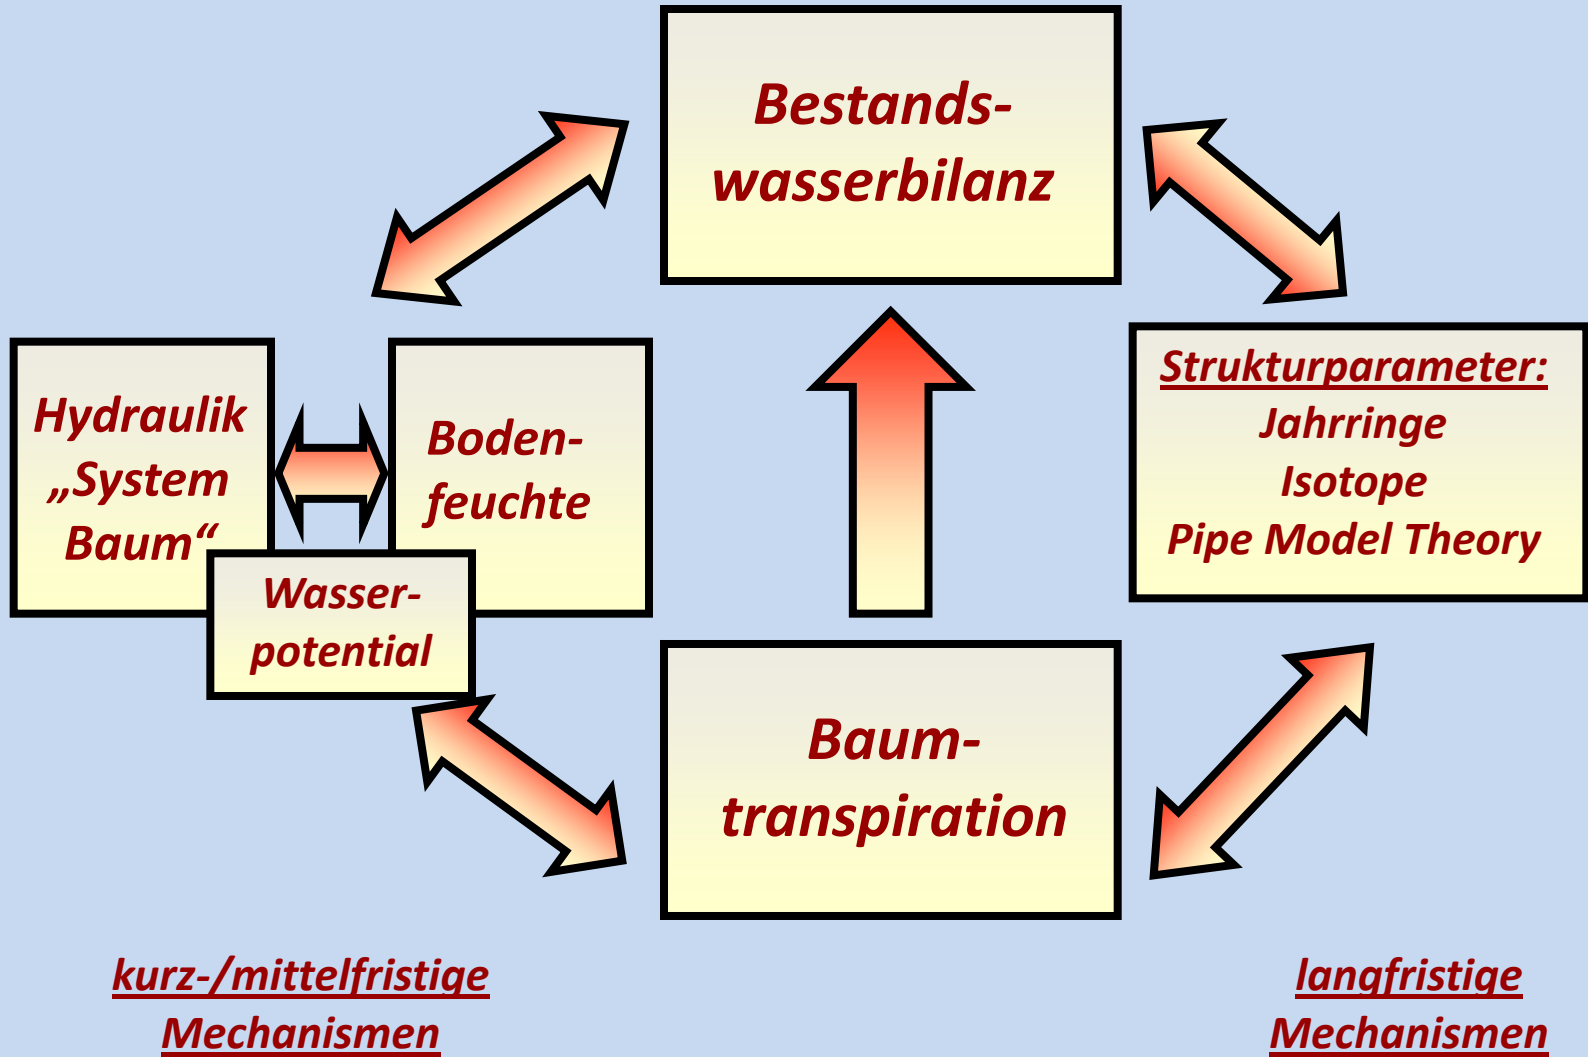 Bestands-
wasserbilanz
Hydraulik
„System
Baum“
Boden-
feuchte
Wasser-
potential
Strukturparameter:
Jahrringe
Isotope
Pipe Model Theory
Baum-
transpiration
kurz-/mittelfristige
Mechanismen
langfristige
Mechanismen